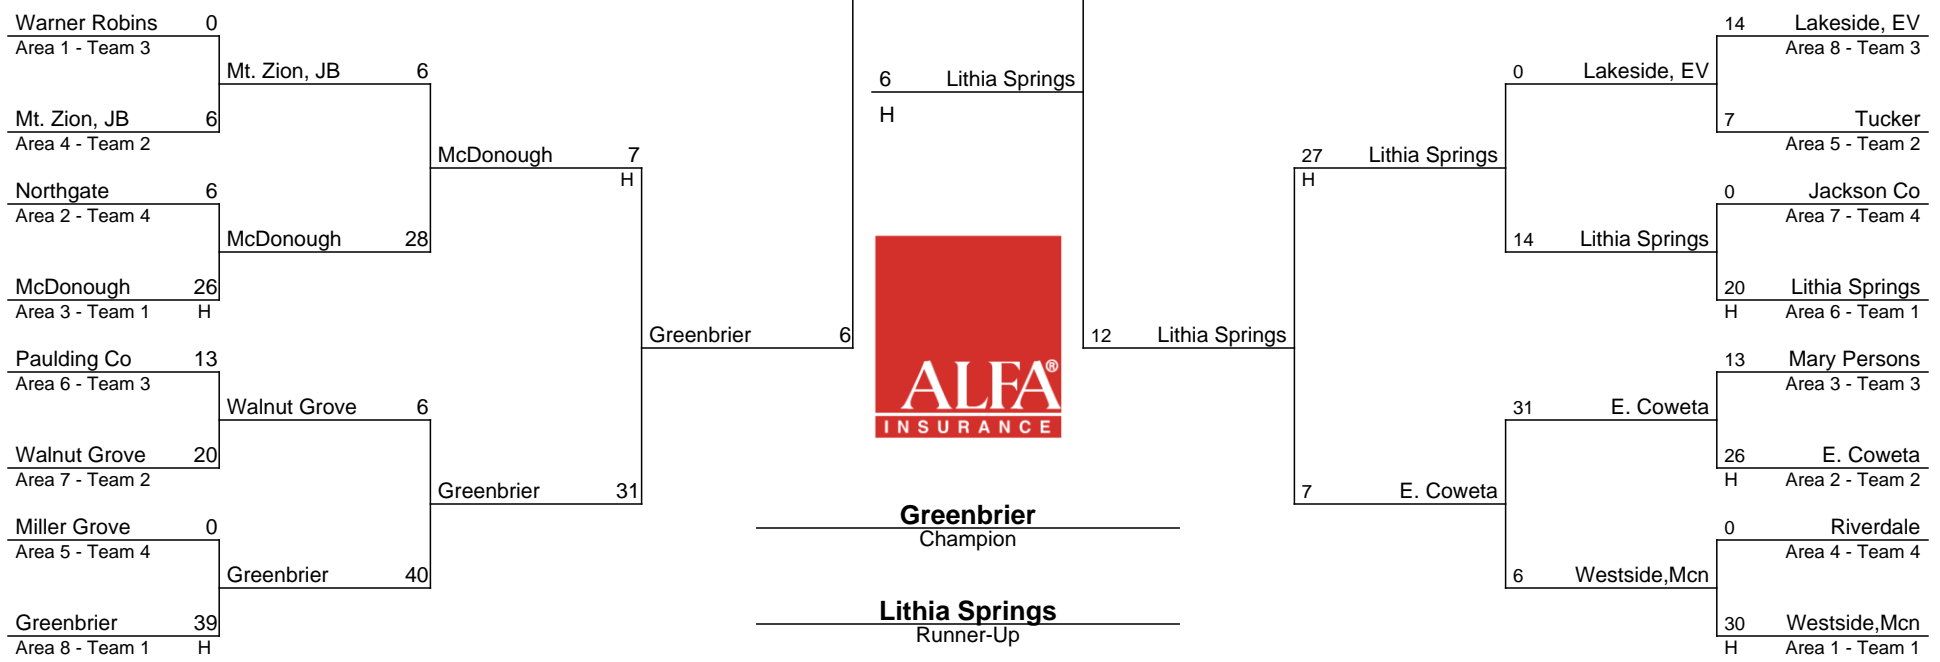 Warner Robins 0
Area 1 - Team 3
Mt. Zion, JB 6
Mt. Zion, JB 6
Area 4 - Team 2
McDonough 7
H
Northgate 6
Area 2 - Team 4
McDonough 28
McDonough 26
Area 3 - Team 1 H
Greenbrier 6
Paulding Co 13
Area 6 - Team 3
Walnut Grove 6
Walnut Grove 20
Area 7 - Team 2
Greenbrier 31
Miller Grove 0
Area 5 - Team 4
Greenbrier 40
Greenbrier 39
Area 8 - Team 1 H
6 Lithia Springs
H
ALFA®
INSURANCE
Greenbrier
Champion
Lithia Springs
Runner-Up
14 Lakeside, EV
Area 8 - Team 3
0 Lakeside, EV
7 Tucker
Area 5 - Team 2
27 Lithia Springs
H
0 Jackson Co
Area 7 - Team 4
14 Lithia Springs
20 Lithia Springs
H Area 6 - Team 1
12 Lithia Springs
13 Mary Persons
Area 3 - Team 3
31 E. Coweta
26 E. Coweta
H Area 2 - Team 2
7 E. Coweta
0 Riverdale
Area 4 - Team 4
6 Westside,Mcn
30 Westside,Mcn
H Area 1 - Team 1